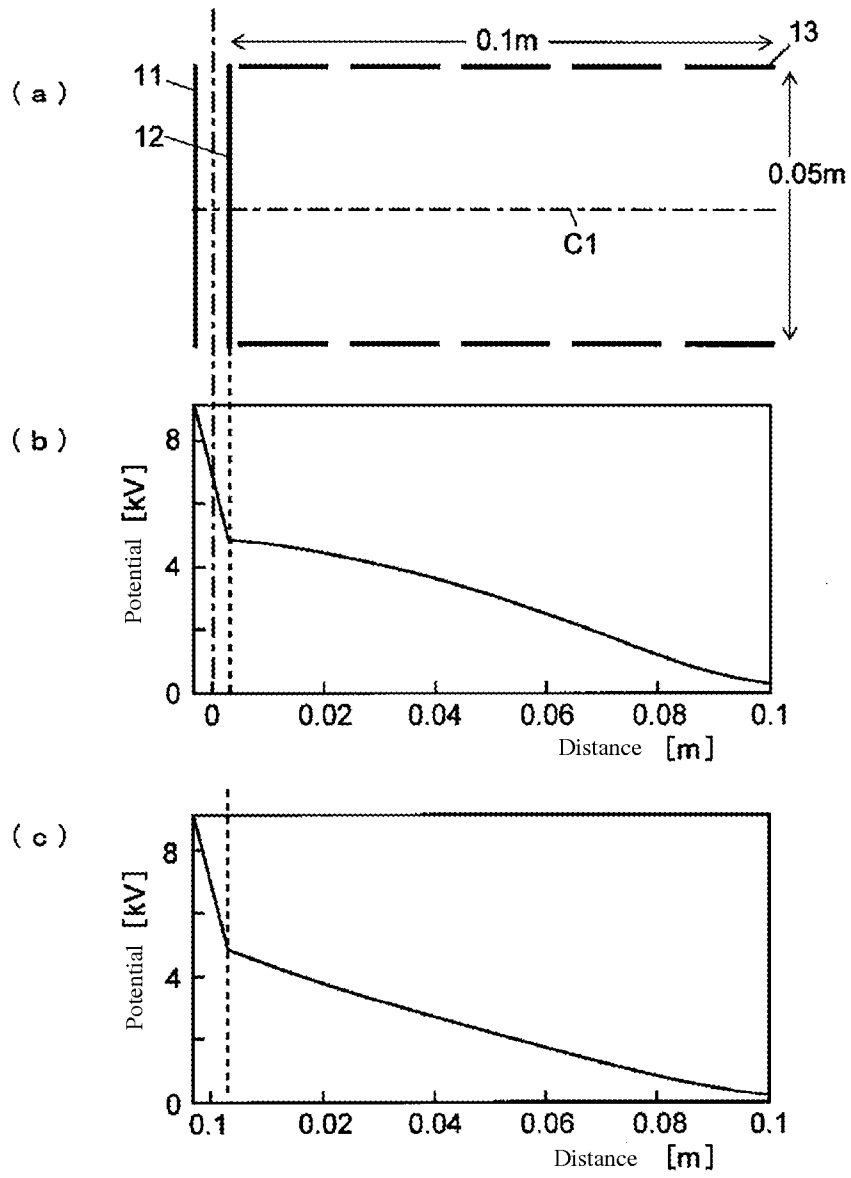 (a)
0.1m
13
11
12
0.05m
C1
(b)
Potential [kV]
8
4
0
0 0.02 0.04 0.06 0.08 0.1
Distance [m]
(c)
Potential [kV]
8
4
0
0.1 0.02 0.04 0.06 0.08 0.1
Distance [m]